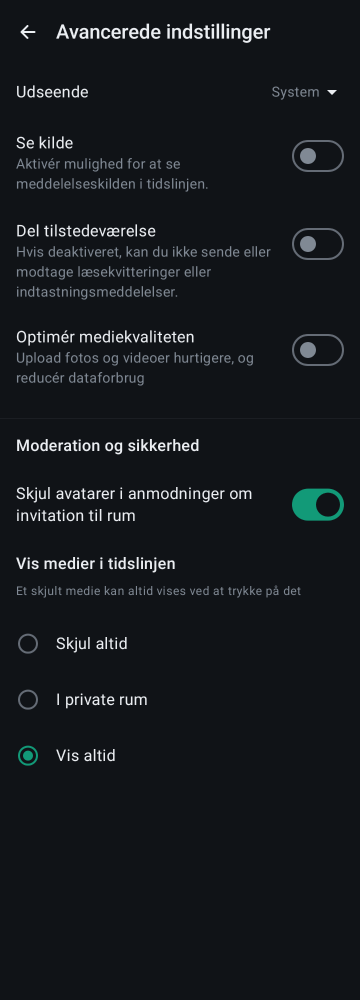 Avancerede indstillinger
Udseende
System
Se kilde
Aktivér mulighed for at se
meddelelseskilden i tidslinjen.
Del tilstedeværelse
Hvis deaktiveret, kan du ikke sende eller
modtage læsekvitteringer eller
indtastningsmeddelelser.
Optimér mediekvaliteten
Upload fotos og videoer hurtigere, og
reducér dataforbrug
Moderation og sikkerhed
Skjul avatarer i anmodninger om
invitation til rum
Vis medier i tidslinjen
Et skjult medie kan altid vises ved at trykke på det
Skjul altid
I private rum
Vis altid